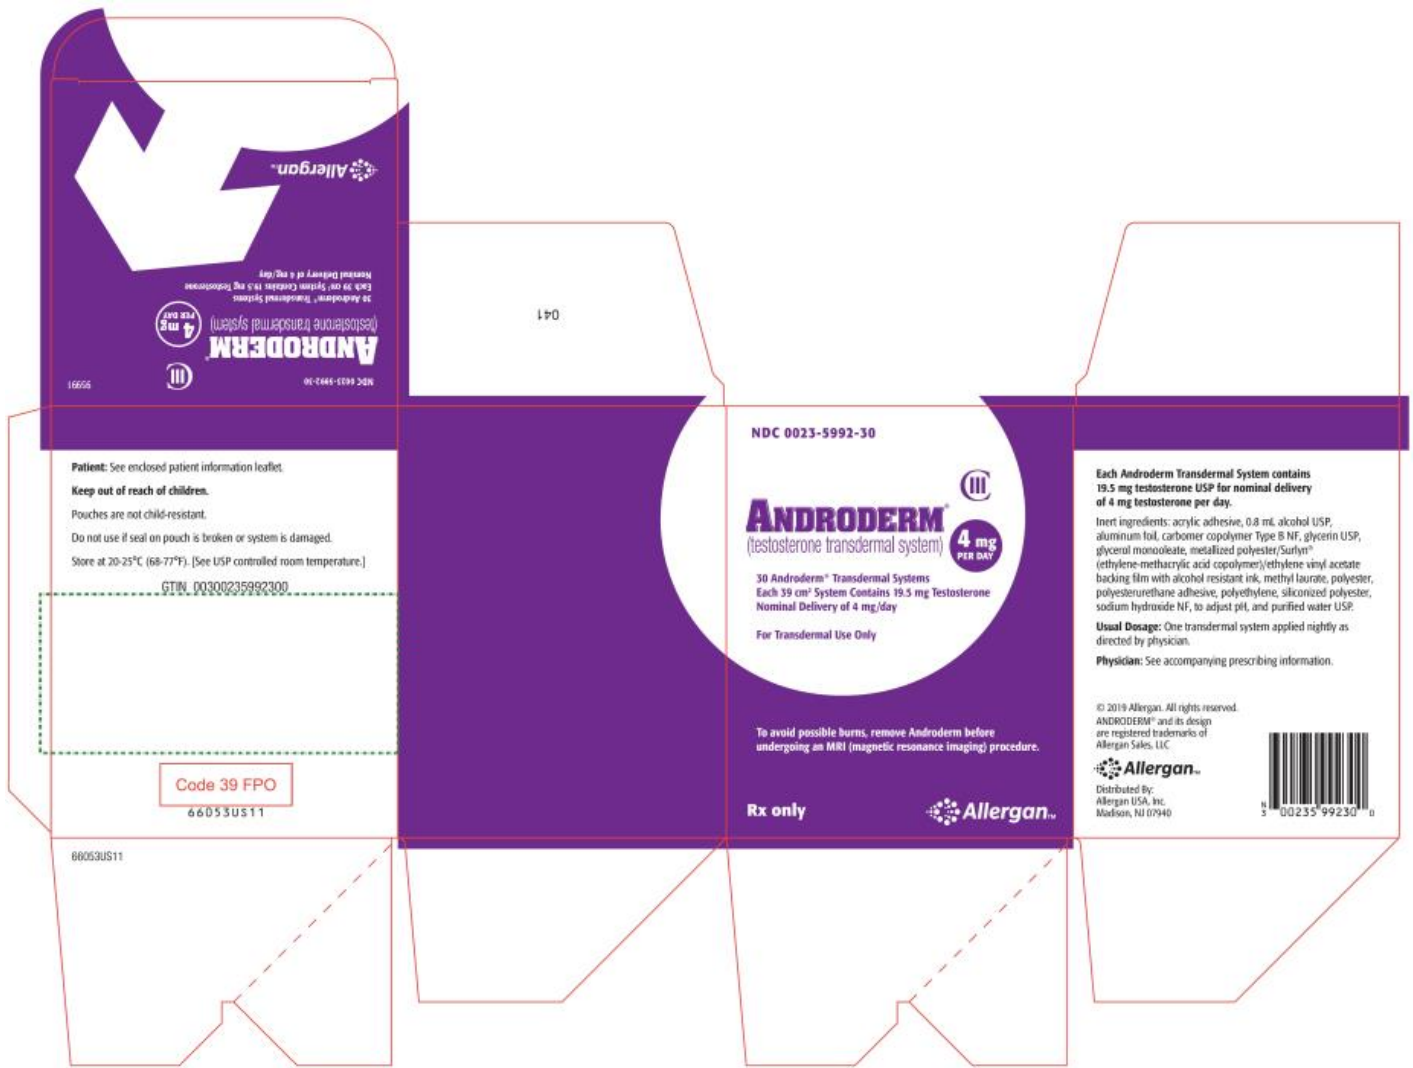 Allergan™
Nominal Delivery of 4 mg/day
Each 39 cm² System Contains 19.5 mg Testosterone
30 Androderm® Transdermal Systems
4 mg
PER DAY
(testosterone transdermal system)
ANDRODERM®
CIII
NDC 0023-5992-30
95991
041
Patient: See enclosed patient information leaflet.
Keep out of reach of children.
Pouches are not child-resistant.
Do not use if seal on pouch is broken or system is damaged.
Store at 20-25°C (68-77°F). [See USP controlled room temperature.]
GTIN 00300235992300
Code 39 FPO
66053US11
66053US11
NDC 0023-5992-30
CIII
ANDRODERM®
(testosterone transdermal system)
4 mg
PER DAY
30 Androderm® Transdermal Systems
Each 39 cm² System Contains 19.5 mg Testosterone
Nominal Delivery of 4 mg/day
For Transdermal Use Only
To avoid possible burns, remove Androderm before
undergoing an MRI (magnetic resonance imaging) procedure.
Rx only
Allergan™
Each Androderm Transdermal System contains
19.5 mg testosterone USP for nominal delivery
of 4 mg testosterone per day.
Inert ingredients: acrylic adhesive, 0.8 mL alcohol USP,
aluminum foil, carbomer copolymer Type B NF, glycerin USP,
glycerol monooleate, metallized polyester/Surlyn®
(ethylene-methacrylic acid copolymer)/ethylene vinyl acetate
backing film with alcohol resistant ink, methyl laurate, polyester,
polyesterurethane adhesive, polyethylene, siliconized polyester,
sodium hydroxide NF, to adjust pH, and purified water USP.
Usual Dosage: One transdermal system applied nightly as
directed by physician.
Physician: See accompanying prescribing information.
© 2019 Allergan. All rights reserved.
ANDRODERM® and its design
are registered trademarks of
Allergan Sales, LLC
Allergan™
Distributed By:
Allergan USA, Inc.
Madison, NJ 07940
N
3 00235 99230 0